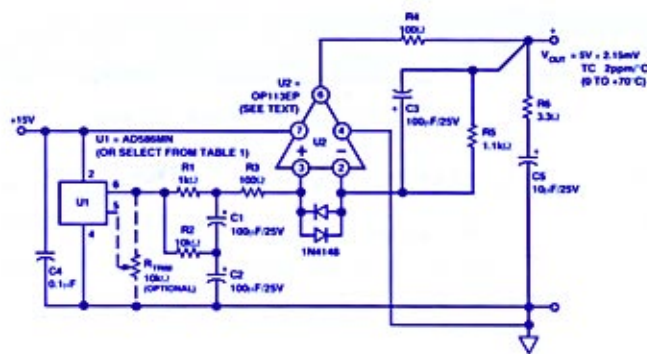 R4
100Ω
+
VOUT = 5V ± 2.15mV
TC 2ppm/°C
(0 TO +70°C)
U2 =
OP113EP
(SEE TEXT)
6
+
C3
100µF/25V
R6
3.3Ω
+15V
U1 = AD586MN
(OR SELECT FROM TABLE 1)
7
4
U2
+
−
R5
1.1kΩ
+
C5
10µF/25V
2
R1
1kΩ
R3
100Ω
3
2
U1
6
5
4
+
C1
100µF/25V
R2
10kΩ
1N4148
C4
0.1µF
RTRIM
10kΩ
(OPTIONAL)
+
C2
100µF/25V